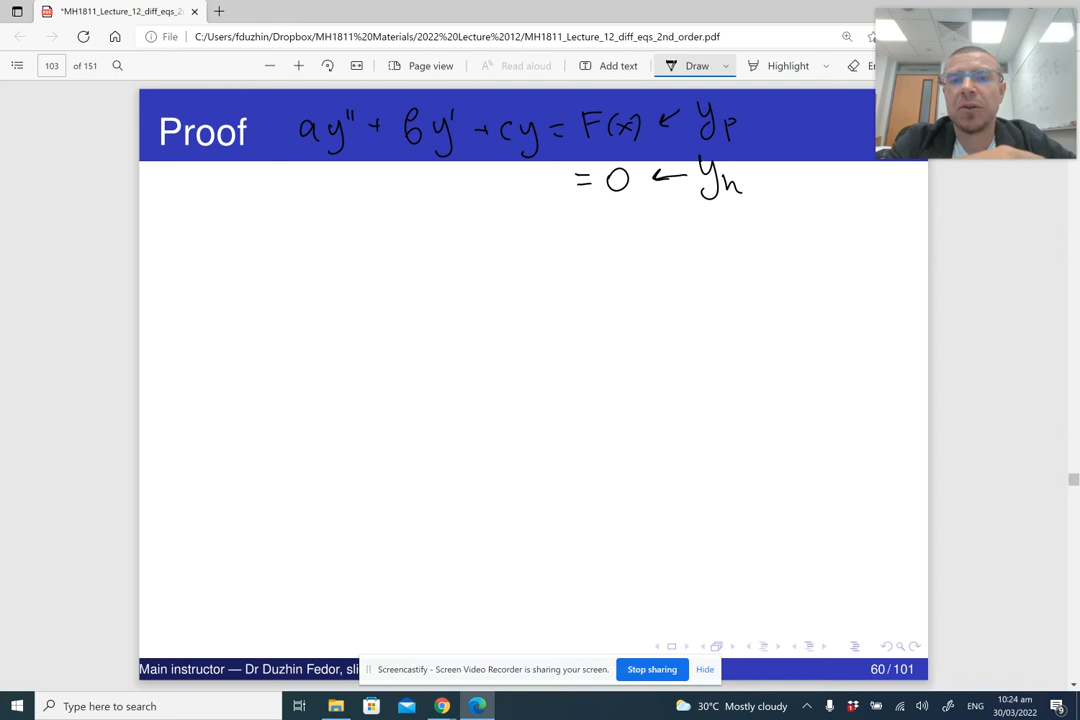 *MH1811_Lecture_12_diff_eqs_2
File C:/Users/fduzhin/Dropbox/MH1811%20Materials/2022%20Lecture%2012/MH1811_Lecture_12_diff_eqs_2nd_order.pdf
103 of 151 Page view Read aloud Add text Draw Highlight
Proof ay'' + by' + cy = F(x) ← yp
= 0 ← yh
Main instructor — Dr Duzhin Fedor, sli 60 / 101
Screencastify - Screen Video Recorder is sharing your screen. Stop sharing Hide
Type here to search 30°C Mostly cloudy ENG 10:24 am
30/03/2022